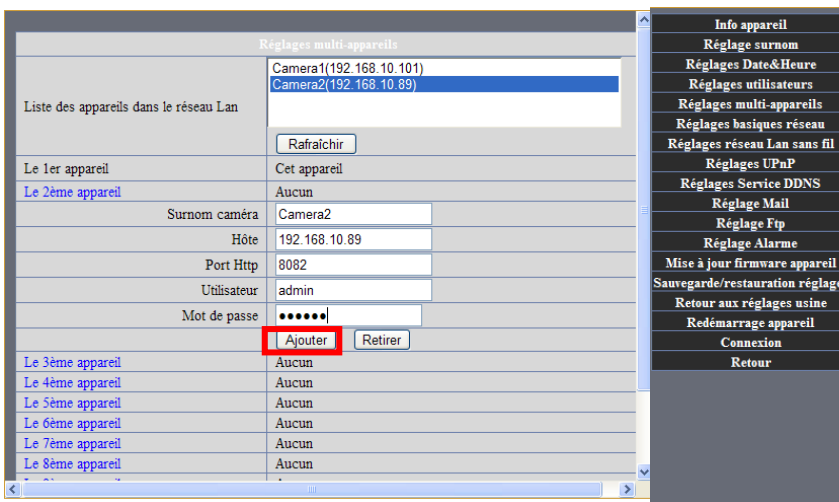 Réglages multi-appareils
Liste des appareils dans le réseau Lan
Camera1(192.168.10.101)
Camera2(192.168.10.89)
Rafraîchir
Le 1er appareil Cet appareil
Le 2ème appareil Aucun
Surnom caméra Camera2
Hôte 192.168.10.89
Port Http 8082
Utilisateur admin
Mot de passe ●●●●●●
Ajouter Retirer
Le 3ème appareil Aucun
Le 4ème appareil Aucun
Le 5ème appareil Aucun
Le 6ème appareil Aucun
Le 7ème appareil Aucun
Le 8ème appareil Aucun
Info appareil
Réglage surnom
Réglages Date&Heure
Réglages utilisateurs
Réglages multi-appareils
Réglages basiques réseau
Réglages réseau Lan sans fil
Réglages UPnP
Réglages Service DDNS
Réglage Mail
Réglage Ftp
Réglage Alarme
Mise à jour firmware appareil
Sauvegarde/restauration réglage
Retour aux réglages usine
Redémarrage appareil
Connexion
Retour